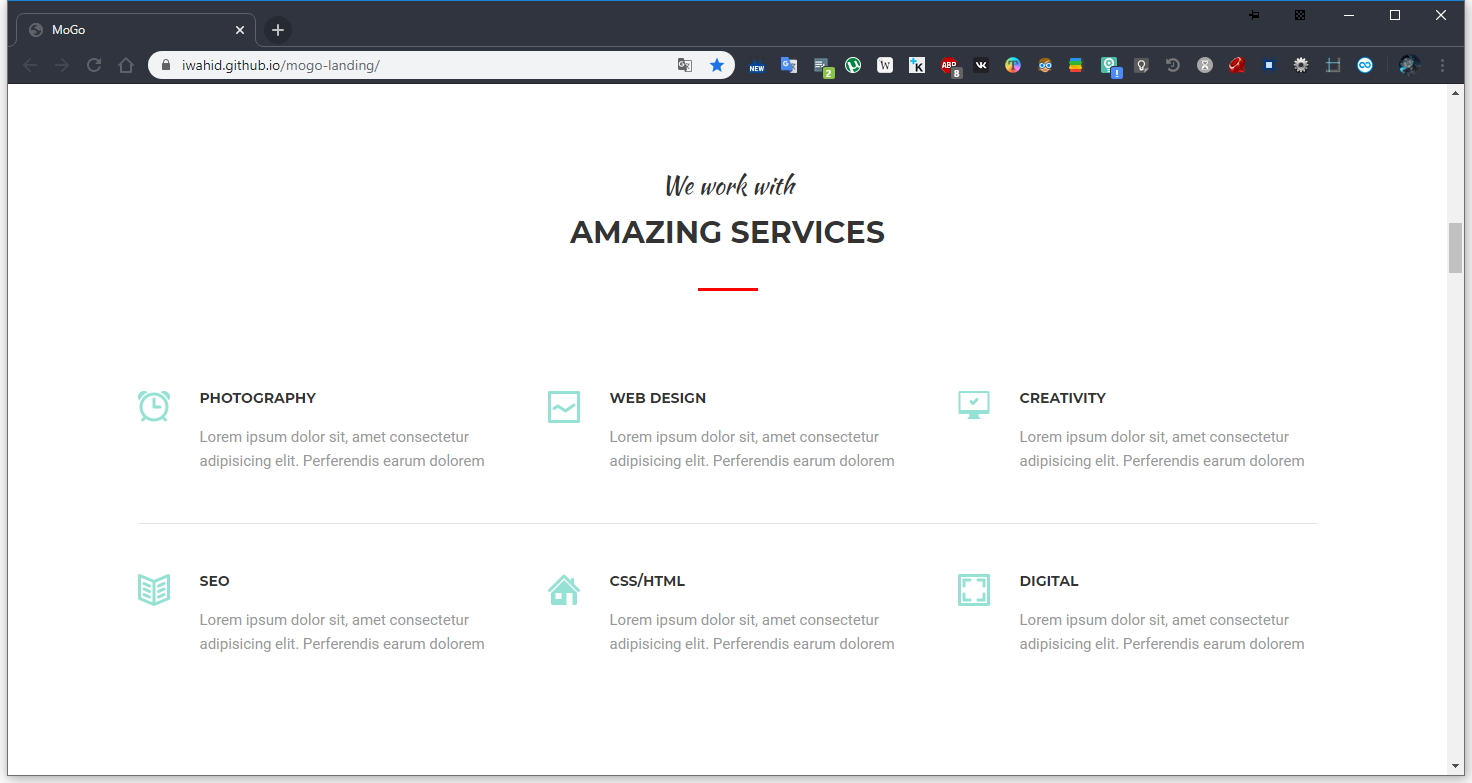 MoGo
iwahid.github.io/mogo-landing/
NEW
2
W
K
ABP
8
We work with
AMAZING SERVICES
PHOTOGRAPHY
Lorem ipsum dolor sit, amet consectetur
adipisicing elit. Perferendis earum dolorem
WEB DESIGN
Lorem ipsum dolor sit, amet consectetur
adipisicing elit. Perferendis earum dolorem
CREATIVITY
Lorem ipsum dolor sit, amet consectetur
adipisicing elit. Perferendis earum dolorem
SEO
Lorem ipsum dolor sit, amet consectetur
adipisicing elit. Perferendis earum dolorem
CSS/HTML
Lorem ipsum dolor sit, amet consectetur
adipisicing elit. Perferendis earum dolorem
DIGITAL
Lorem ipsum dolor sit, amet consectetur
adipisicing elit. Perferendis earum dolorem